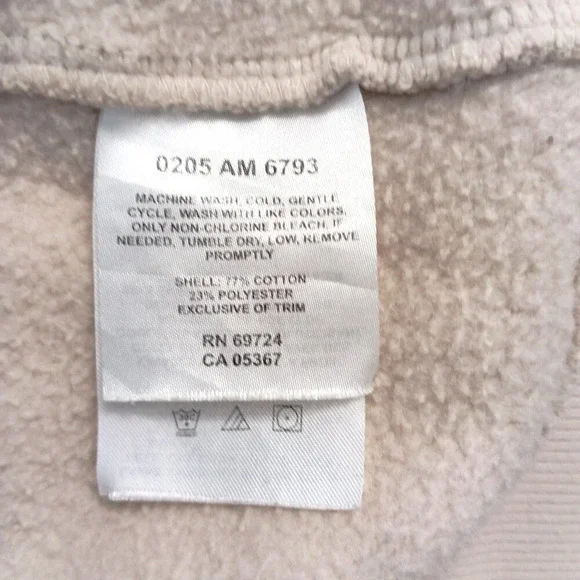 0205 AM 6793
MACHINE WASH, COLD, GENTLE
CYCLE, WASH WITH LIKE COLORS,
ONLY NON-CHLORINE BLEACH, IF
NEEDED, TUMBLE DRY, LOW, REMOVE
PROMPTLY
SHELL: 77% COTTON
23% POLYESTER
EXCLUSIVE OF TRIM
RN 69724
CA 05367
30C